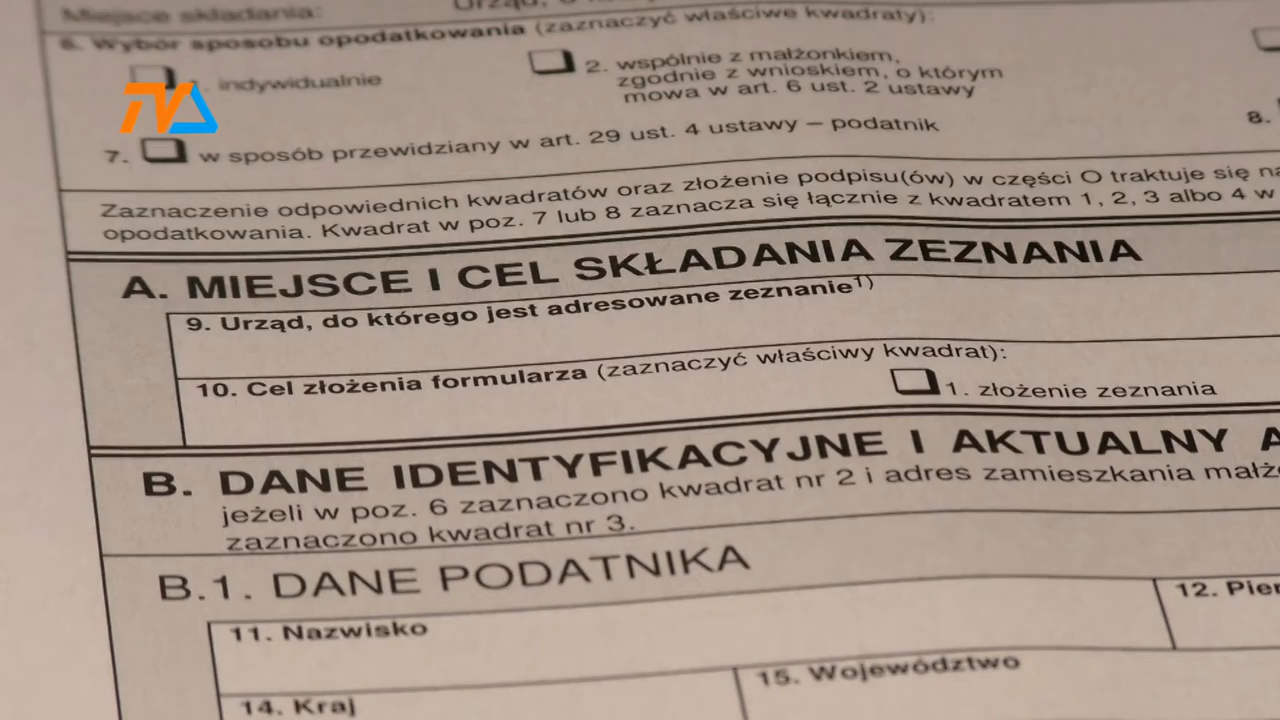 Miejsce składania:
6. Wybór sposobu opodatkowania (zaznaczyć właściwe kwadraty):
1. indywidualnie
2. wspólnie z małżonkiem,
zgodnie z wnioskiem, o którym
mowa w art. 6 ust. 2 ustawy
TVA
7. w sposób przewidziany w art. 29 ust. 4 ustawy – podatnik
8.
Zaznaczenie odpowiednich kwadratów oraz złożenie podpisu(ów) w części O traktuje się
opodatkowania. Kwadrat w poz. 7 lub 8 zaznacza się łącznie z kwadratem 1, 2, 3 albo 4 w
A. MIEJSCE I CEL SKŁADANIA ZEZNANIA
9. Urząd, do którego jest adresowane zeznanie1)
10. Cel złożenia formularza (zaznaczyć właściwy kwadrat):
1. złożenie zeznania
B. DANE IDENTYFIKACYJNE I AKTUALNY A
jeżeli w poz. 6 zaznaczono kwadrat nr 2 i adres zamieszkania małż
zaznaczono kwadrat nr 3.
B.1. DANE PODATNIKA
11. Nazwisko
12. Pier
14. Kraj
15. Województwo